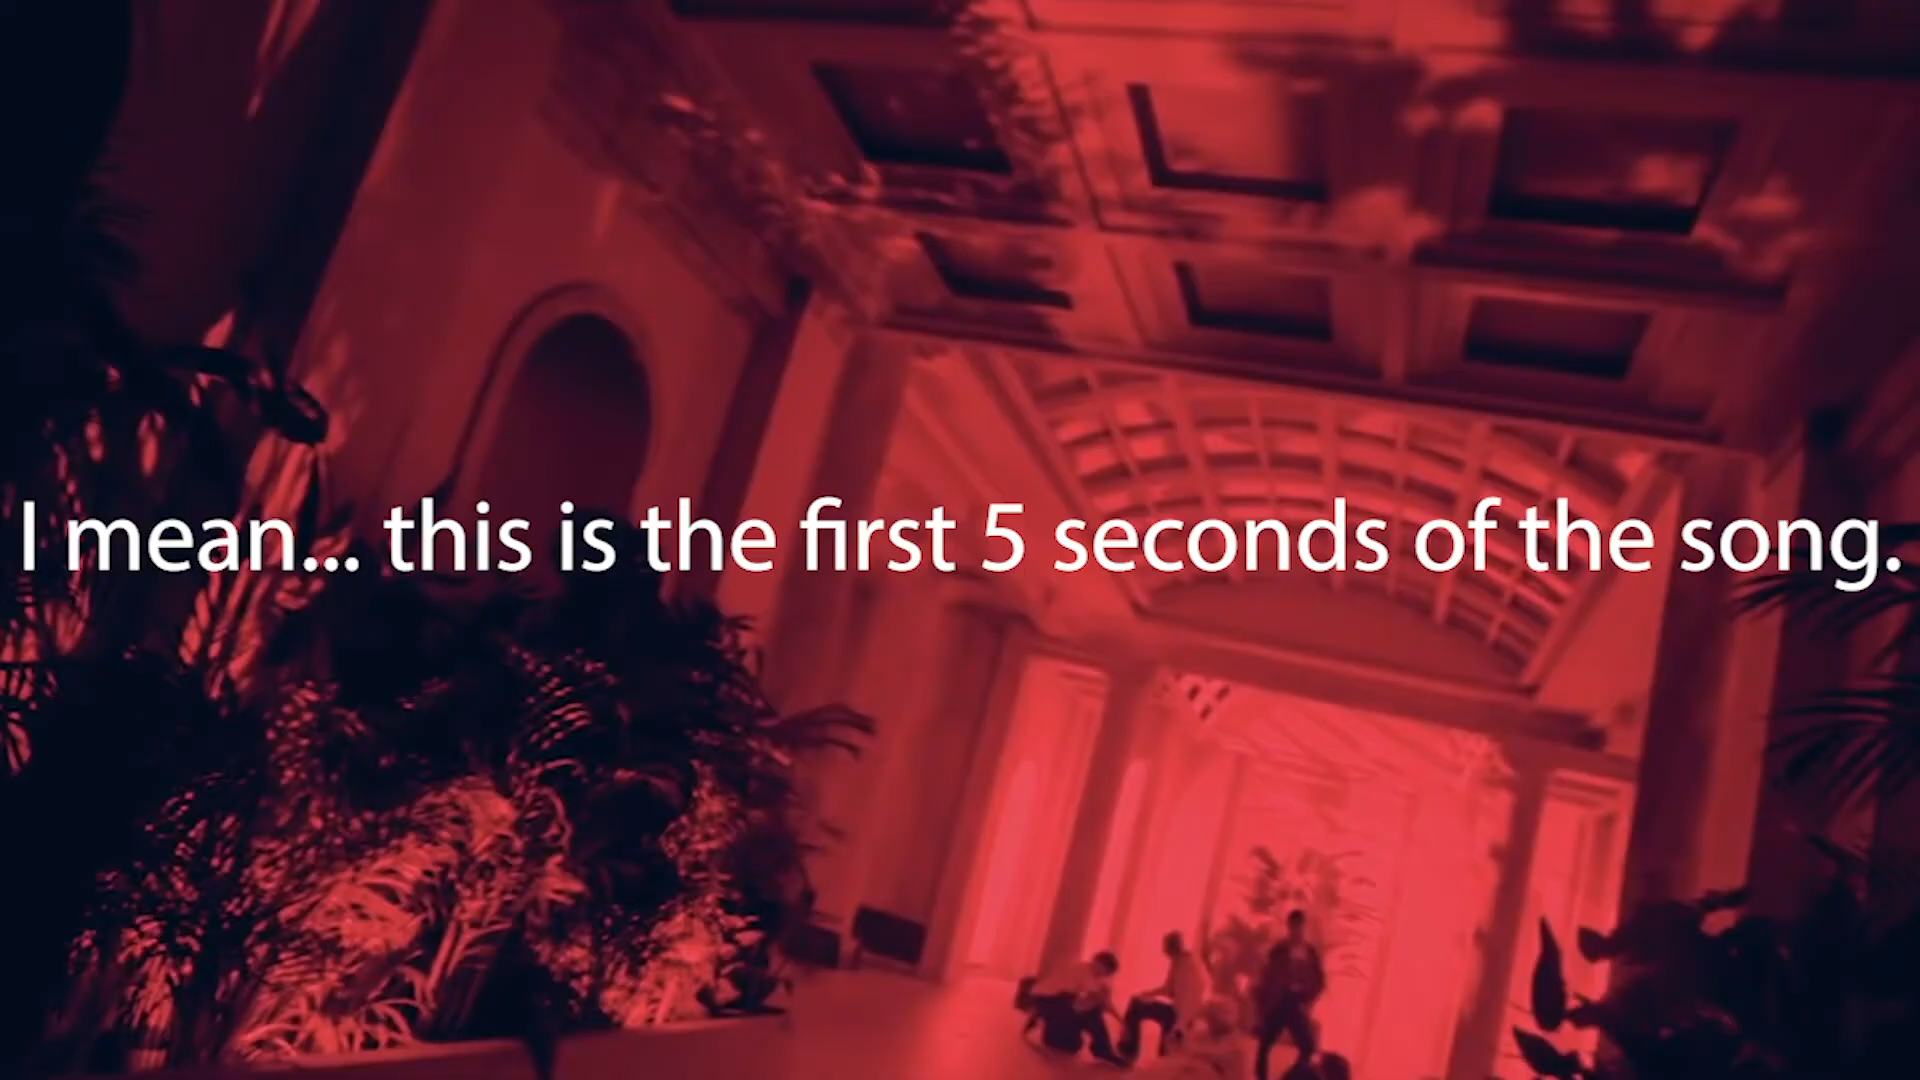 I mean... this is the first 5 seconds of the song.